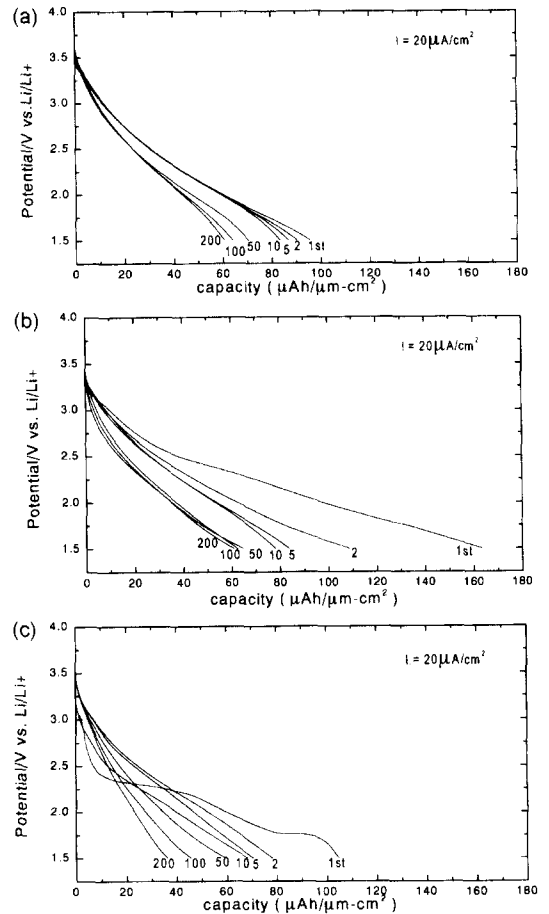 (a)
4.0
3.5
3.0
2.5
2.0
1.5
Potential/V vs.Li/Li+
I = 20μA/cm²
200 100 50 10 5 2 1st
0 20 40 60 80 100 120 140 160 180
capacity ( μAh/μm-cm² )
(b)
4.0
3.5
3.0
2.5
2.0
1.5
Potential/V vs. Li/Li+
I = 20μA/cm²
200 100 50 10 5 2 1st
0 20 40 60 80 100 120 140 160 180
capacity ( μAh/μm-cm² )
(c)
4.0
3.5
3.0
2.5
2.0
1.5
Potential/V vs. Li/Li+
I = 20μA/cm²
200 100 50 10 5 2 1st
0 20 40 60 80 100 120 140 160 180
capacity ( μAh/μm-cm² )